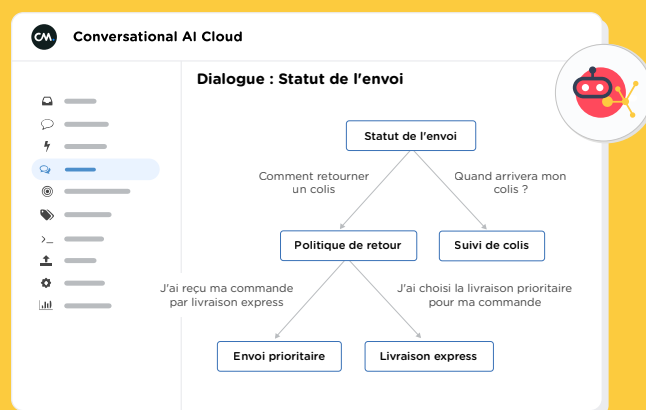 CM.
Conversational AI Cloud
Dialogue : Statut de l'envoi
Statut de l'envoi
Comment retourner
un colis
Quand arrivera mon
colis ?
Politique de retour
Suivi de colis
J'ai reçu ma commande
par livraison express
J'ai choisi la livraison prioritaire
pour ma commande
Envoi prioritaire
Livraison express